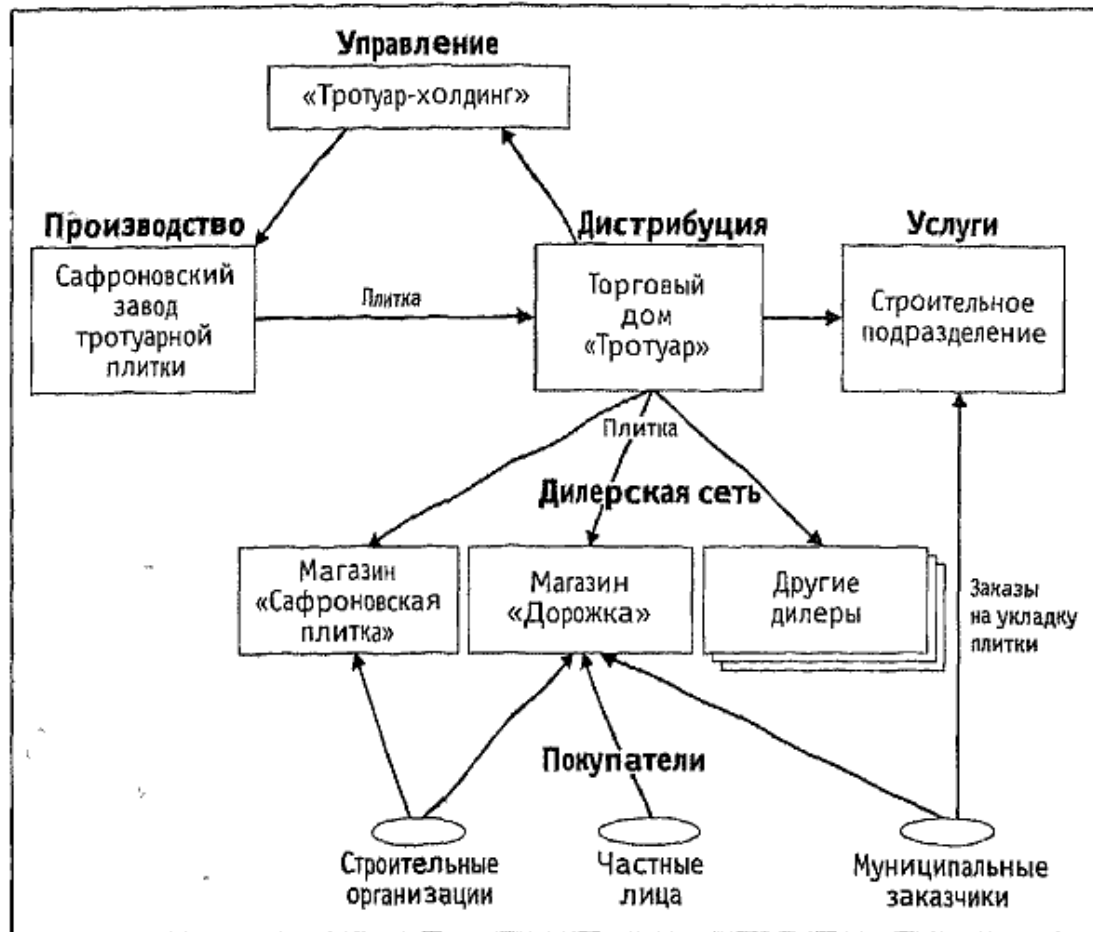 Управление
«Тротуар-холдинг»
Производство
Дистрибуция
Услуги
Сафроновский
завод
тротуарной
плитки
Плитка
Торговый
дом
«Тротуар»
Строительное
подразделение
Плитка
Дилерская сеть
Магазин
«Сафроновская
плитка»
Магазин
«Дорожка»
Другие
дилеры
Заказы
на укладку
плитки
Покупатели
Строительные
организации
Частные
лица
Муниципальные
заказчики